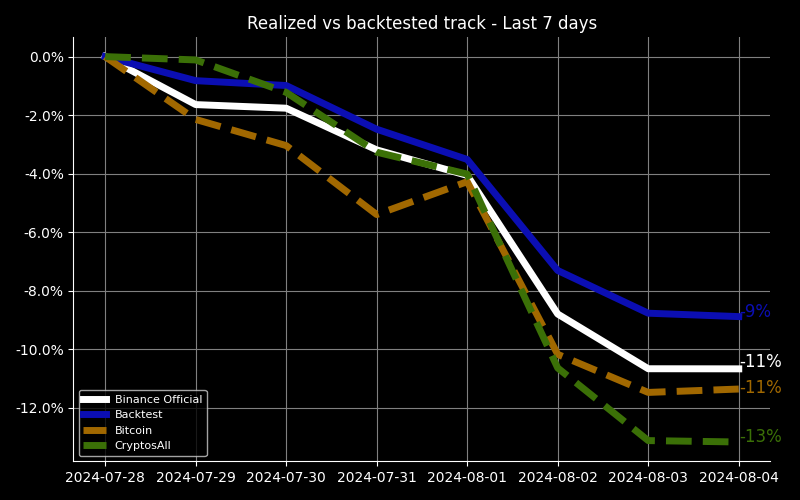 Realized vs backtested track - Last 7 days
0.0%
-2.0%
-4.0%
-6.0%
-8.0%
-10.0%
-12.0%
-9%
-11%
-11%
-13%
Binance Official
Backtest
Bitcoin
CryptosAll
2024-07-28 2024-07-29 2024-07-30 2024-07-31 2024-08-01 2024-08-02 2024-08-03 2024-08-04